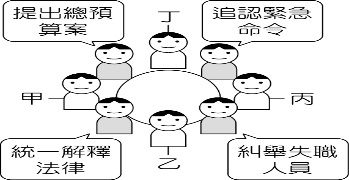 提出總預
算案
丁
追認緊急
命令
甲
丙
統一解釋
法律
乙
糾舉失職
人員